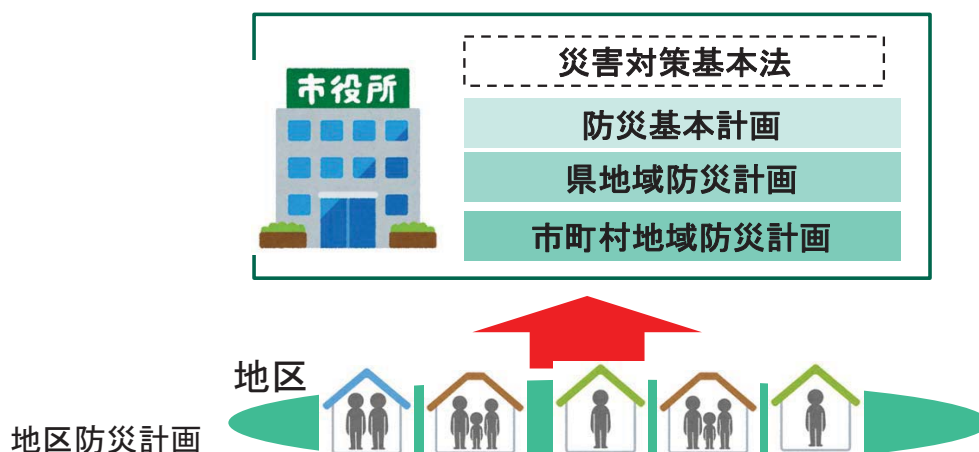 市役所
災害対策基本法
防災基本計画
県地域防災計画
市町村地域防災計画
地区
地区防災計画